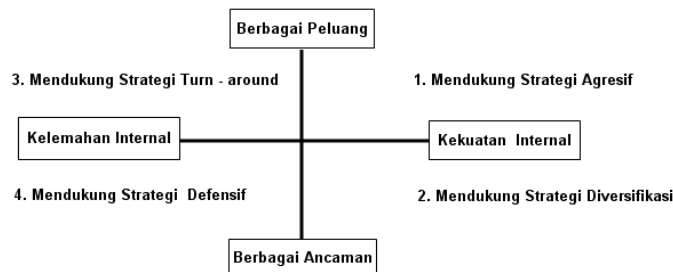 Berbagai Peluang
3. Mendukung Strategi Turn - around
1. Mendukung Strategi Agresif
Kelemahan Internal
Kekuatan Internal
4. Mendukung Strategi Defensif
2. Mendukung Strategi Diversifikasi
Berbagai Ancaman